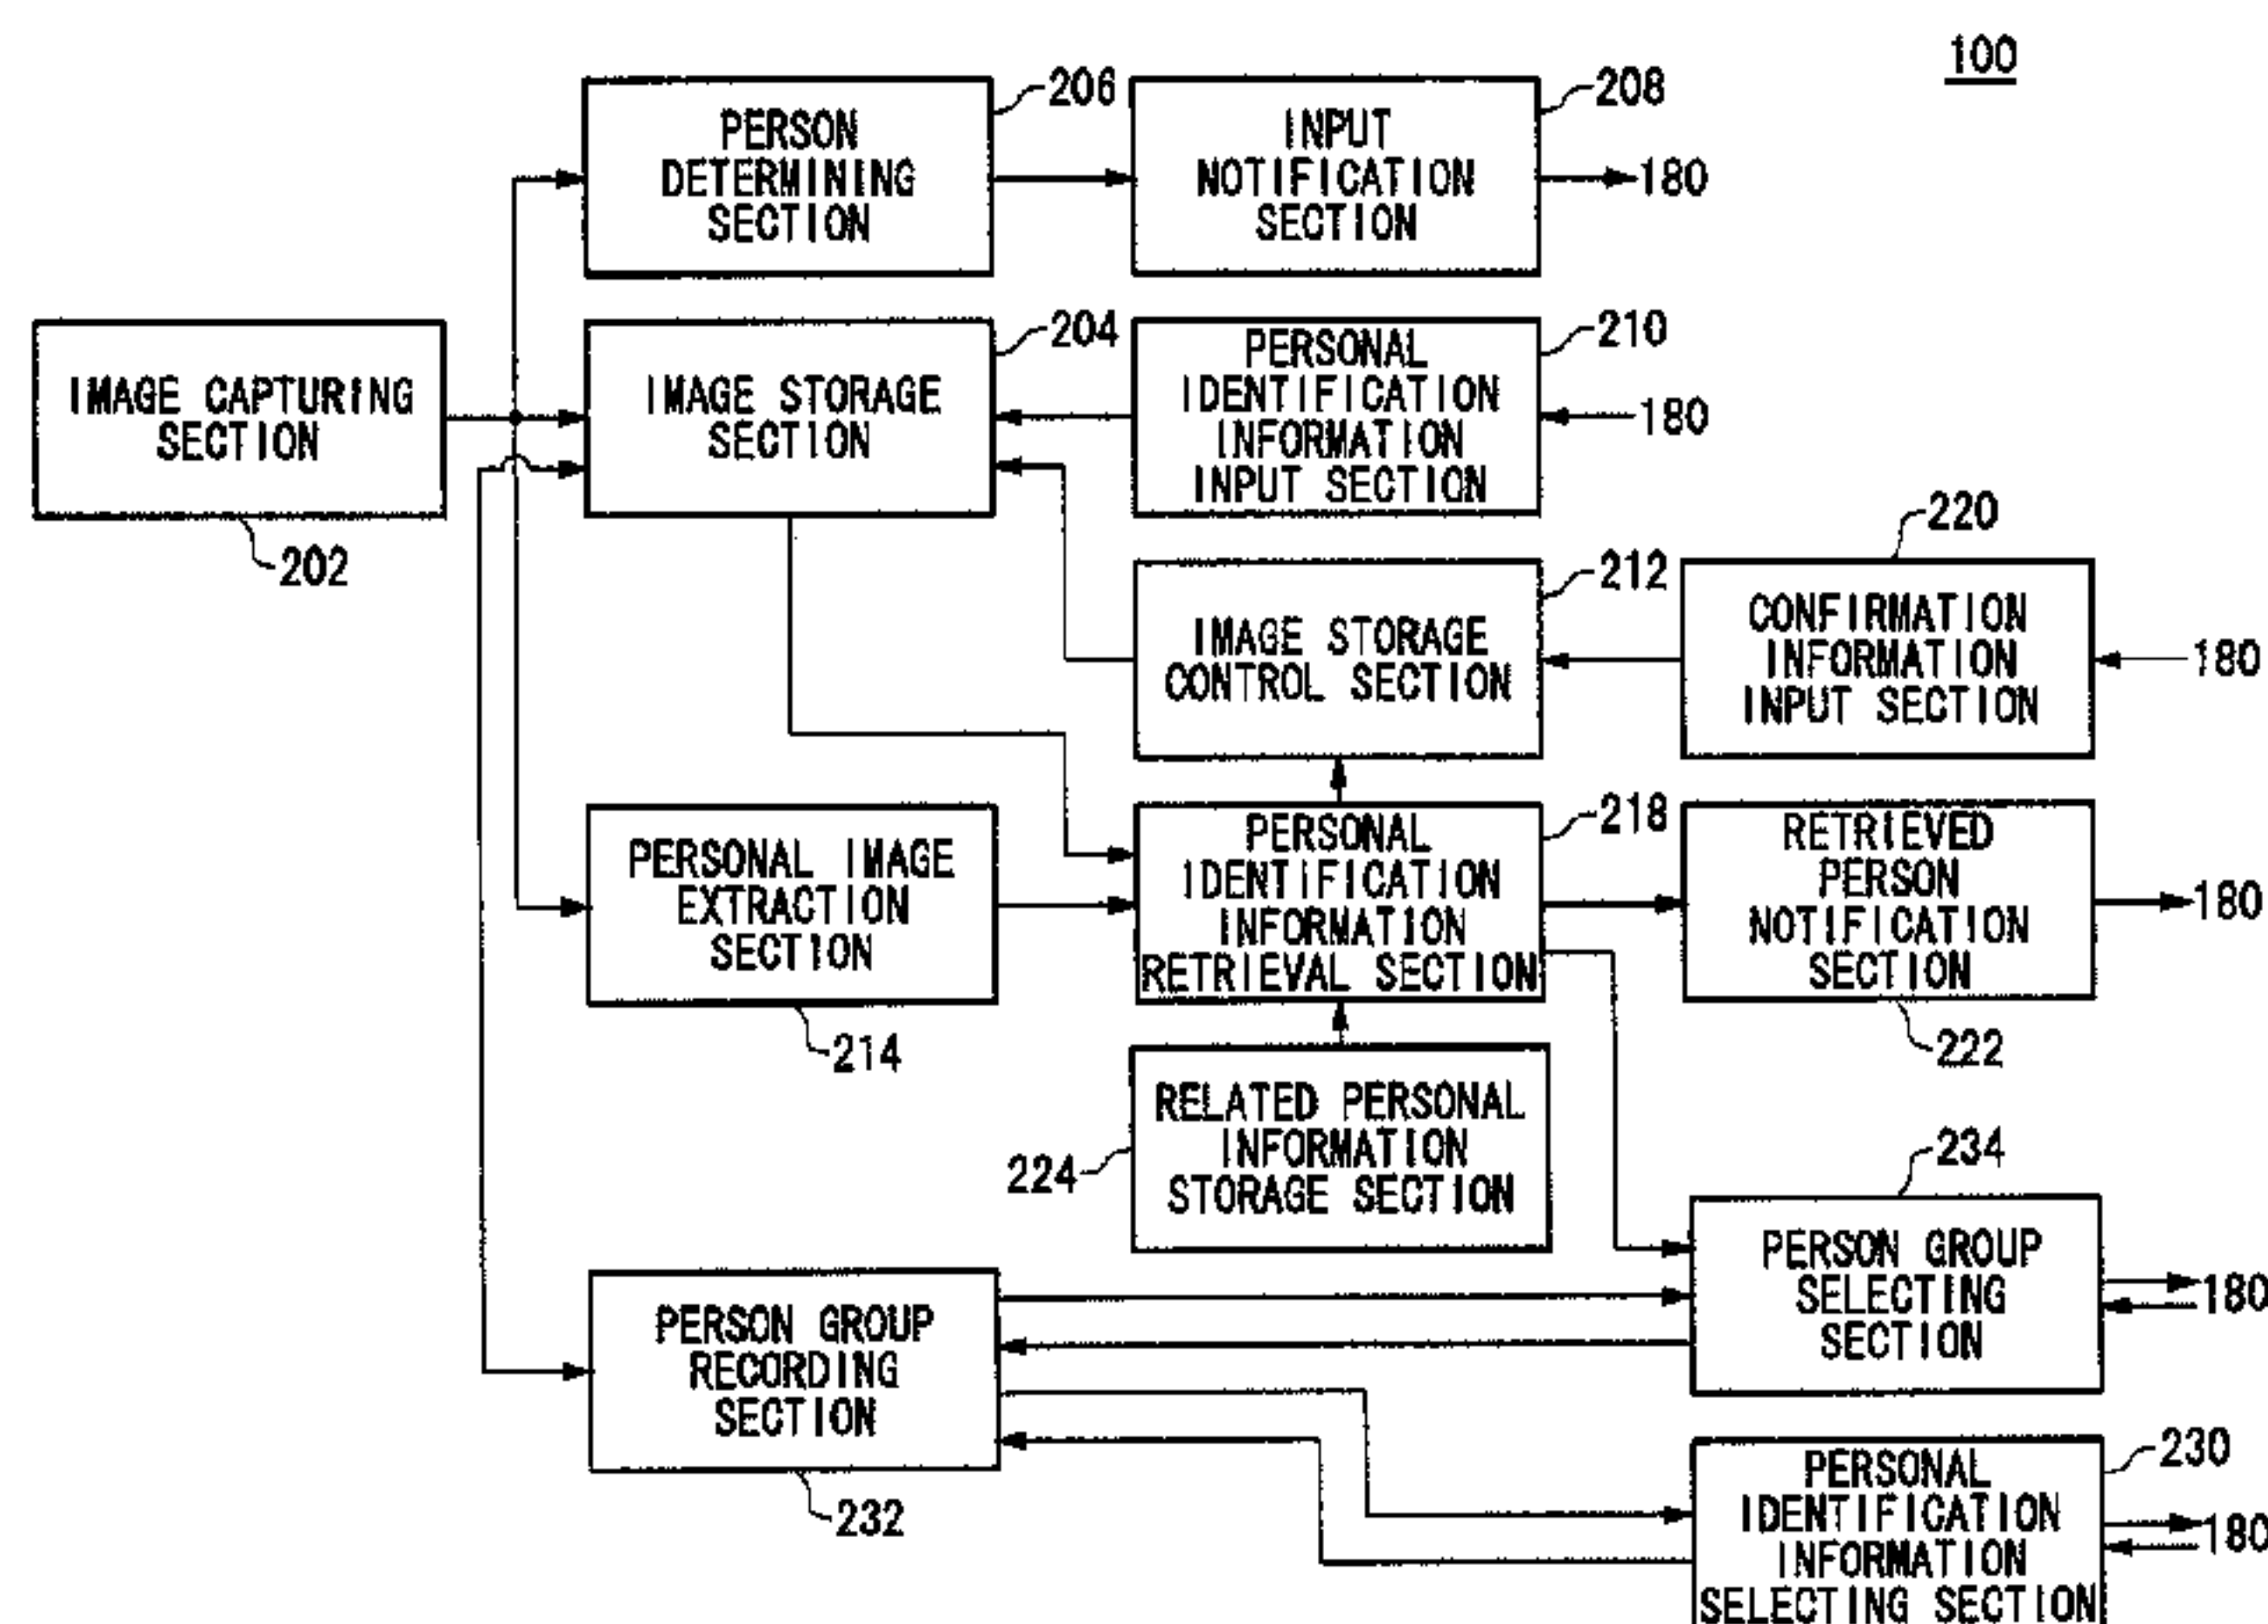 100
206
PERSON
DETERMINING
SECTION
208
INPUT
NOTIFICATION
SECTION
180
IMAGE CAPTURING
SECTION
202
204
IMAGE STORAGE
SECTION
210
PERSONAL
IDENTIFICATION
INFORMATION
INPUT SECTION
180
212
IMAGE STORAGE
CONTROL SECTION
220
CONFIRMATION
INFORMATION
INPUT SECTION
180
PERSONAL IMAGE
EXTRACTION
SECTION
214
218
PERSONAL
IDENTIFICATION
INFORMATION
RETRIEVAL SECTION
RETRIEVED
PERSON
NOTIFICATION
SECTION
180
222
224
RELATED PERSONAL
INFORMATION
STORAGE SECTION
234
PERSON GROUP
SELECTING
SECTION
180
PERSON GROUP
RECORDING
SECTION
232
230
PERSONAL
IDENTIFICATION
INFORMATION
SELECTING SECTION
180